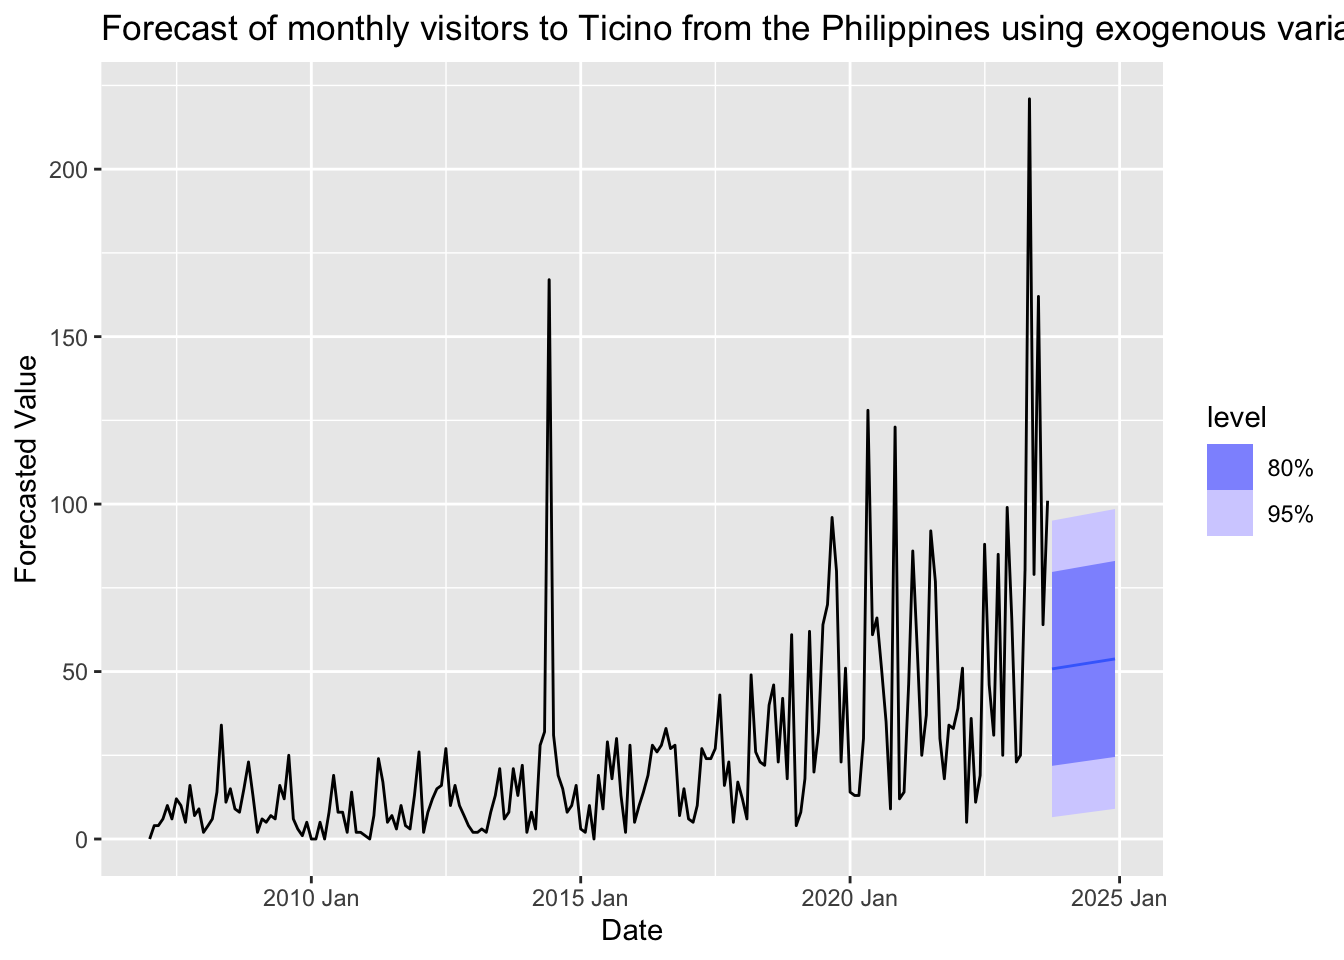 Forecast of monthly visitors to Ticino from the Philippines using exogenous varia
Forecasted Value
200
150
100
50
0
2010 Jan
2015 Jan
2020 Jan
2025 Jan
Date
level
80%
95%